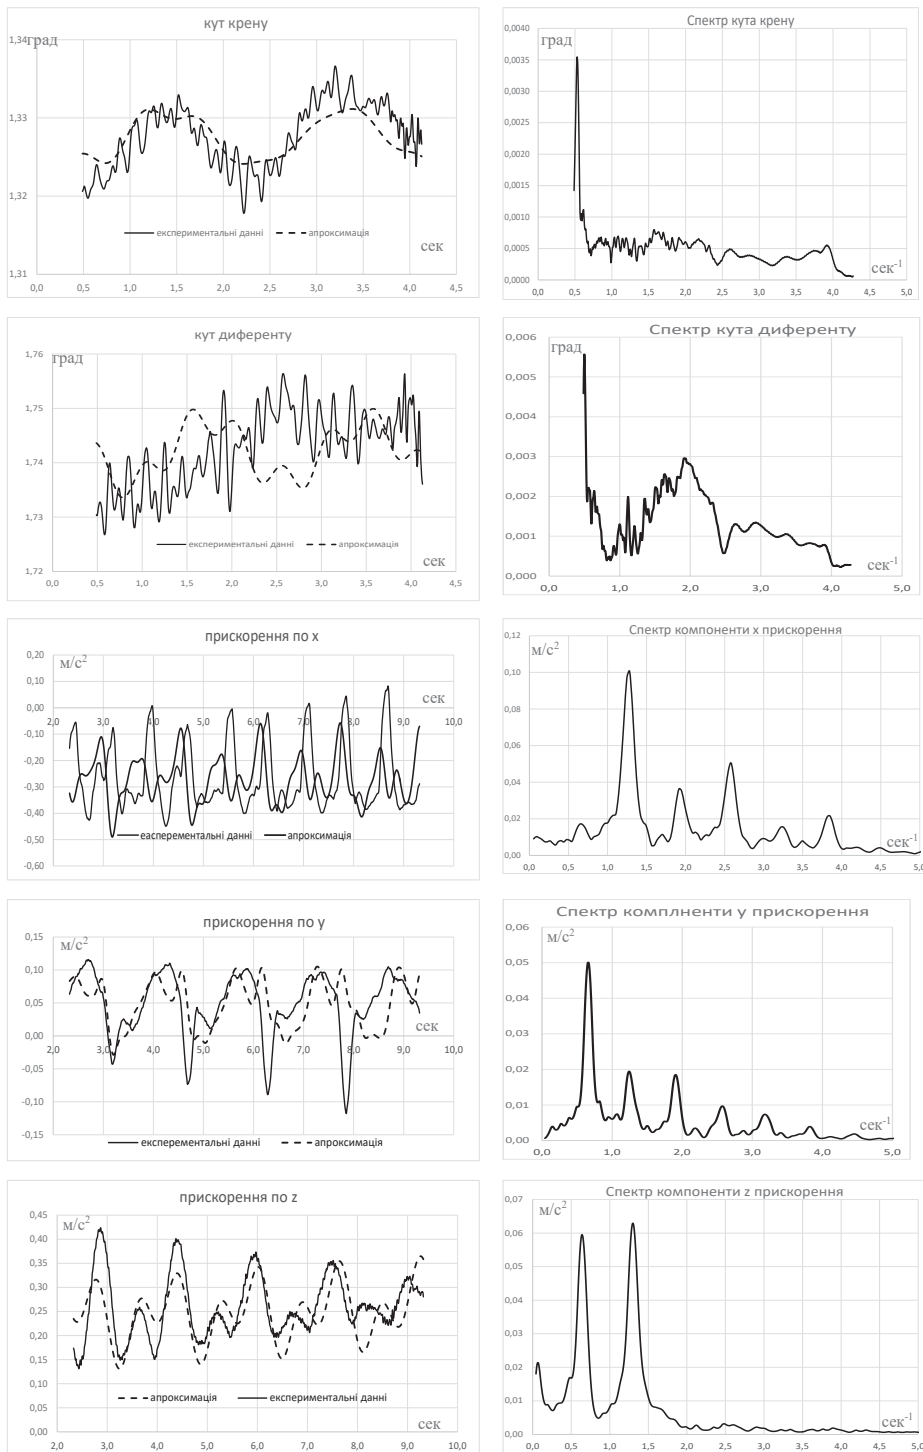 кут крену
град
1,34
1,33
1,32
1,31
експериментальні данні апроксимація
сек
0,0 0,5 1,0 1,5 2,0 2,5 3,0 3,5 4,0 4,5
Спектр кута крену
град
0,0040
0,0035
0,0030
0,0025
0,0020
0,0015
0,0010
0,0005
0,0000
сек-1
0,0 0,5 1,0 1,5 2,0 2,5 3,0 3,5 4,0 4,5 5,0
кут диференту
град
1,76
1,75
1,74
1,73
1,72
експериментальні данні апроксимація
сек
0,0 0,5 1,0 1,5 2,0 2,5 3,0 3,5 4,0 4,5
Спектр кута диференту
град
0,006
0,005
0,004
0,003
0,002
0,001
0,000
сек-1
0,0 1,0 2,0 3,0 4,0 5,0
прискорення по x
м/с2
0,20
0,10
0,00
-0,10
-0,20
-0,30
-0,40
-0,50
-0,60
сек
2,0 3,0 4,0 5,0 6,0 7,0 8,0 9,0 10,0
еасперементальні данні апроксимація
Спектр компоненти x прискорення
м/с2
0,12
0,10
0,08
0,06
0,04
0,02
0,00
сек-1
0,0 0,5 1,0 1,5 2,0 2,5 3,0 3,5 4,0 4,5 5,0
прискорення по y
м/с2
0,15
0,10
0,05
0,00
-0,05
-0,10
-0,15
сек
2,0 3,0 4,0 5,0 6,0 7,0 8,0 9,0 10,0
експерементальні данні апроксимація
Спектр комплненти y прискорення
м/с2
0,06
0,05
0,04
0,03
0,02
0,01
0,00
сек-1
0,0 1,0 2,0 3,0 4,0 5,0
прискорення по z
м/с2
0,45
0,40
0,35
0,30
0,25
0,20
0,15
0,10
0,05
0,00
апроксимація експериментальні данні
сек
2,0 3,0 4,0 5,0 6,0 7,0 8,0 9,0 10,0
Спектр компоненти z прискорення
м/с2
0,07
0,06
0,05
0,04
0,03
0,02
0,01
0,00
сек-1
0,0 0,5 1,0 1,5 2,0 2,5 3,0 3,5 4,0 4,5 5,0